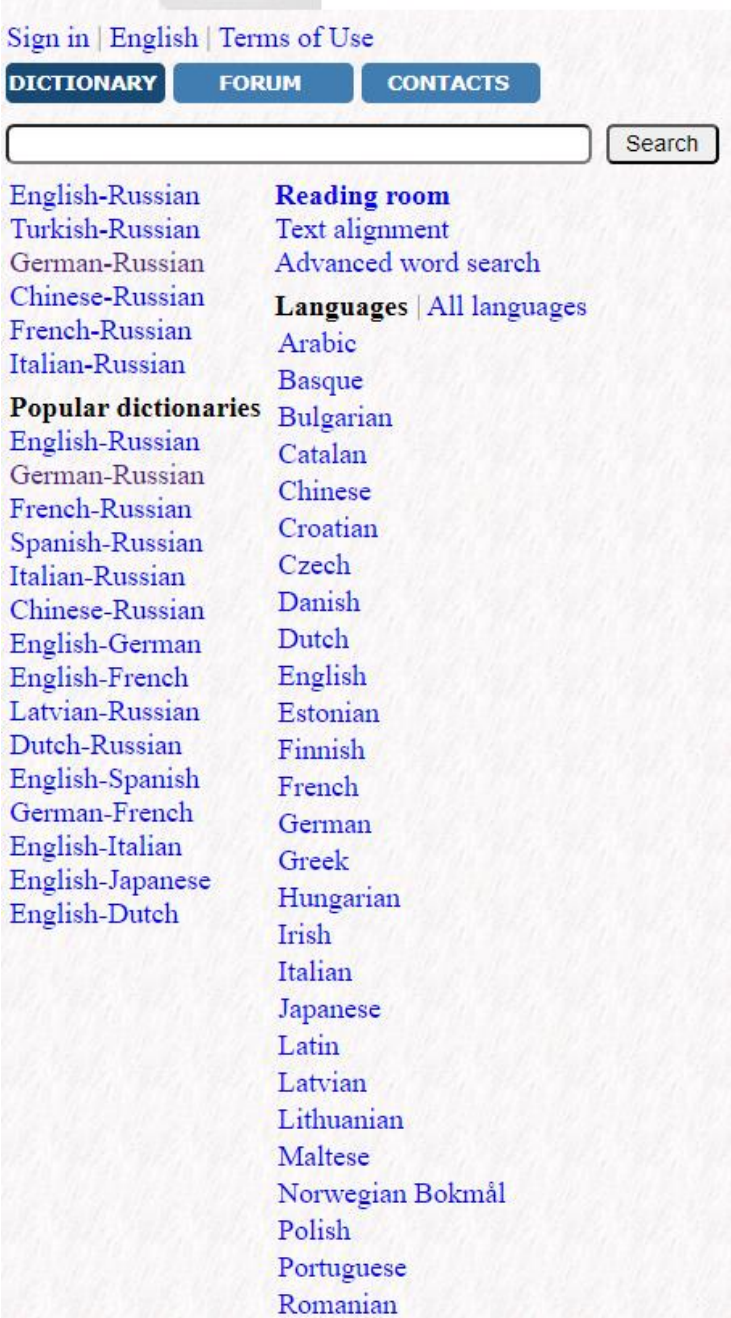 Sign in | English | Terms of Use
DICTIONARY FORUM CONTACTS
Search
English-Russian
Turkish-Russian
German-Russian
Chinese-Russian
French-Russian
Italian-Russian
Popular dictionaries
English-Russian
German-Russian
French-Russian
Spanish-Russian
Italian-Russian
Chinese-Russian
English-German
English-French
Latvian-Russian
Dutch-Russian
English-Spanish
German-French
English-Italian
English-Japanese
English-Dutch
Reading room
Text alignment
Advanced word search
Languages | All languages
Arabic
Basque
Bulgarian
Catalan
Chinese
Croatian
Czech
Danish
Dutch
English
Estonian
Finnish
French
German
Greek
Hungarian
Irish
Italian
Japanese
Latin
Latvian
Lithuanian
Maltese
Norwegian Bokmål
Polish
Portuguese
Romanian